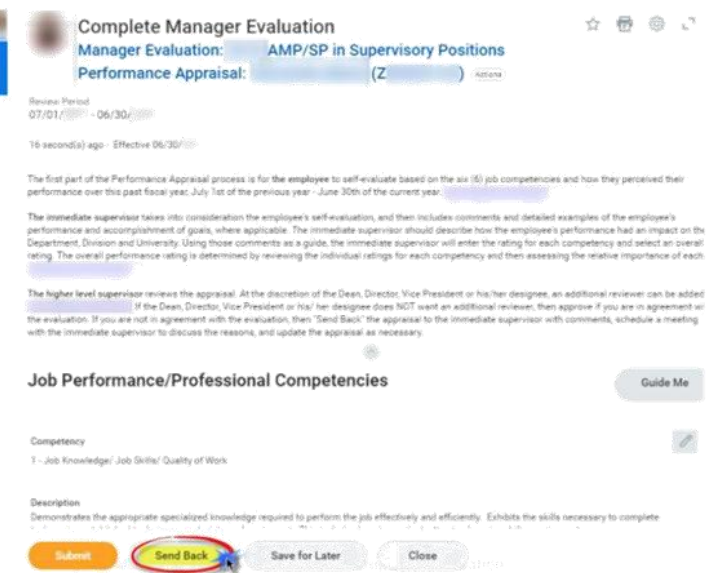 Complete Manager Evaluation
Manager Evaluation: AMP/SP in Supervisory Positions
Performance Appraisal: (Z ) Actions
Review Period
07/01/ - 06/30/
16 second(s) ago - Effective 06/30/
The first part of the Performance Appraisal process is for the employee to self-evaluate based on the six (6) job competencies and how they perceived their
performance over this past fiscal year, July 1st of the previous year - June 30th of the current year.
The immediate supervisor takes into consideration the employee's self-evaluation, and then includes comments and detailed examples of the employee's
performance and accomplishment of goals, where applicable. The immediate supervisor should describe how the employee's performance had an impact on the
Department, Division and University. Using those comments as a guide, the immediate supervisor will enter the rating for each competency and select an overall
rating. The overall performance rating is determined by reviewing the individual ratings for each competency and then assessing the relative importance of each
The higher level supervisor reviews the appraisal. At the discretion of the Dean, Director, Vice President or his/her designee, an additional reviewer can be added
If the Dean, Director, Vice President or his/ her designee does NOT want an additional reviewer, then approve if you are in agreement wi
the evaluation. If you are not in agreement with the evaluation, then "Send Back" the appraisal to the immediate supervisor with comments, schedule a meeting
with the immediate supervisor to discuss the reasons, and update the appraisal as necessary.
Job Performance/Professional Competencies
Guide Me
Competency
1 - Job Knowledge/ Job Skills/ Quality of Work
Description
Demonstrates the appropriate specialized knowledge required to perform the job effectively and efficiently. Exhibits the skills necessary to complete
Submit Send Back Save for Later Close